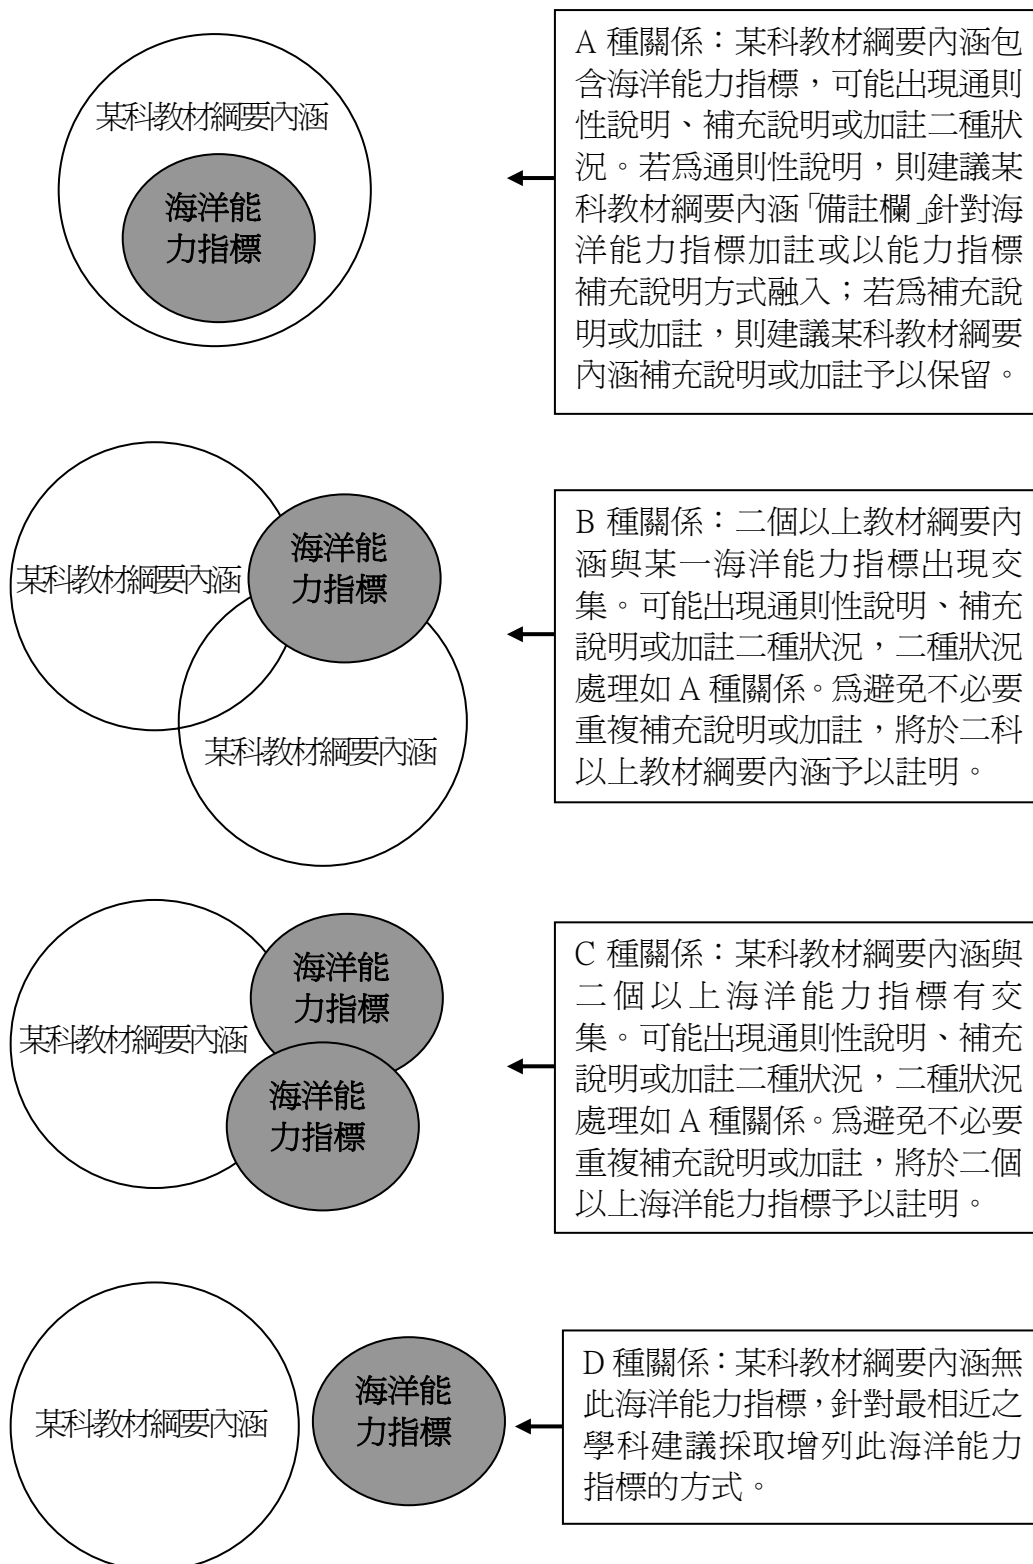 某科教材綱要內涵
海洋能
力指標
A 種關係：某科教材綱要內涵包
含海洋能力指標，可能出現通則
性說明、補充說明或加註二種狀
況。若為通則性說明，則建議某
科教材綱要內涵「備註欄」針對海
洋能力指標加註或以能力指標
補充說明方式融入；若為補充說
明或加註，則建議某科教材綱要
內涵補充說明或加註予以保留。
某科教材綱要內涵
海洋能
力指標
某科教材綱要內涵
B 種關係：二個以上教材綱要內
涵與某一海洋能力指標出現交
集。可能出現通則性說明、補充
說明或加註二種狀況，二種狀況
處理如 A 種關係。為避免不必要
重複補充說明或加註，將於二科
以上教材綱要內涵予以註明。
某科教材綱要內涵
海洋能
力指標
海洋能
力指標
C 種關係：某科教材綱要內涵與
二個以上海洋能力指標有交
集。可能出現通則性說明、補充
說明或加註二種狀況，二種狀況
處理如 A 種關係。為避免不必要
重複補充說明或加註，將於二個
以上海洋能力指標予以註明。
某科教材綱要內涵
海洋能
力指標
D 種關係：某科教材綱要內涵無
此海洋能力指標，針對最相近之
學科建議採取增列此海洋能力
指標的方式。